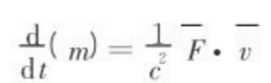 d/dt ( m ) = 1/c² F̅ • v̅